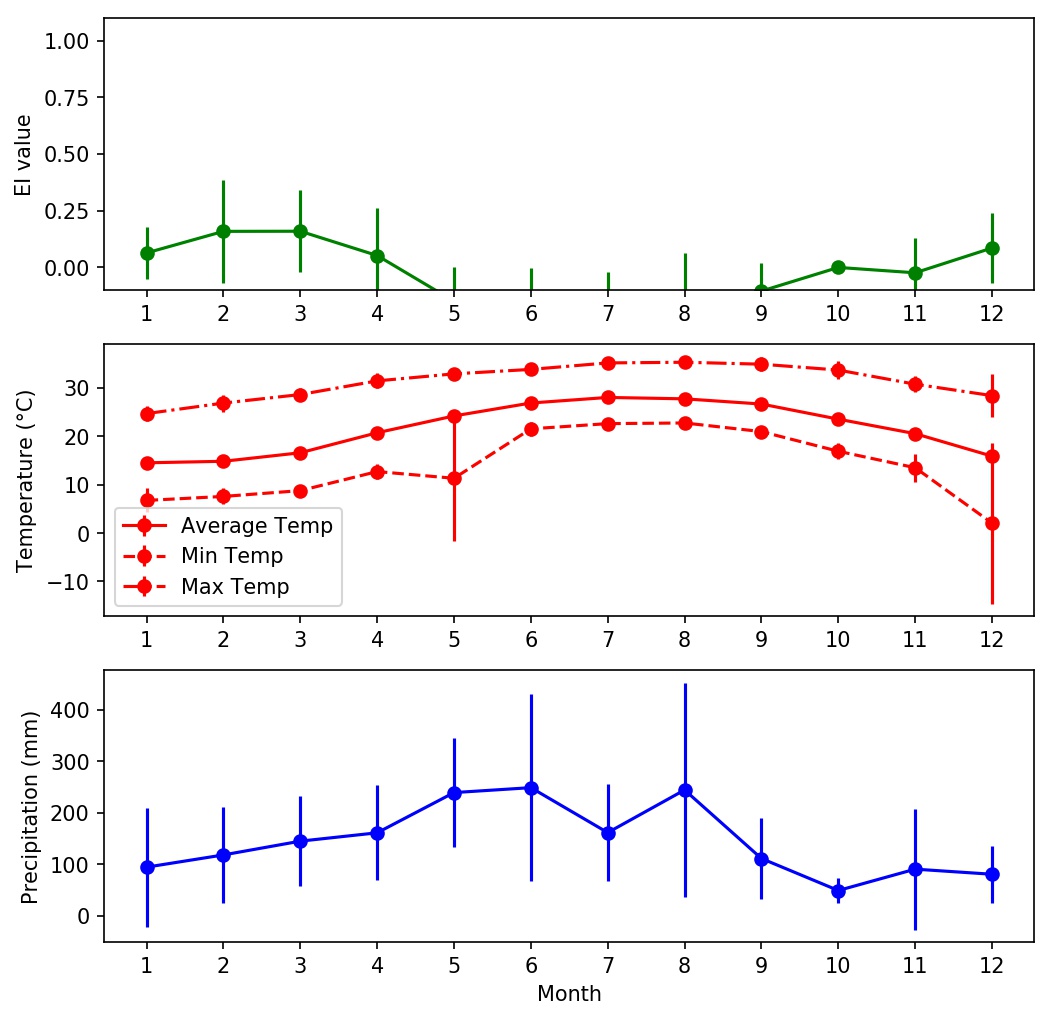 EI value
1.00
0.75
0.50
0.25
0.00
1 2 3 4 5 6 7 8 9 10 11 12
Temperature (°C)
30
20
10
0
−10
Average Temp
Min Temp
Max Temp
1 2 3 4 5 6 7 8 9 10 11 12
Precipitation (mm)
400
300
200
100
0
1 2 3 4 5 6 7 8 9 10 11 12
Month